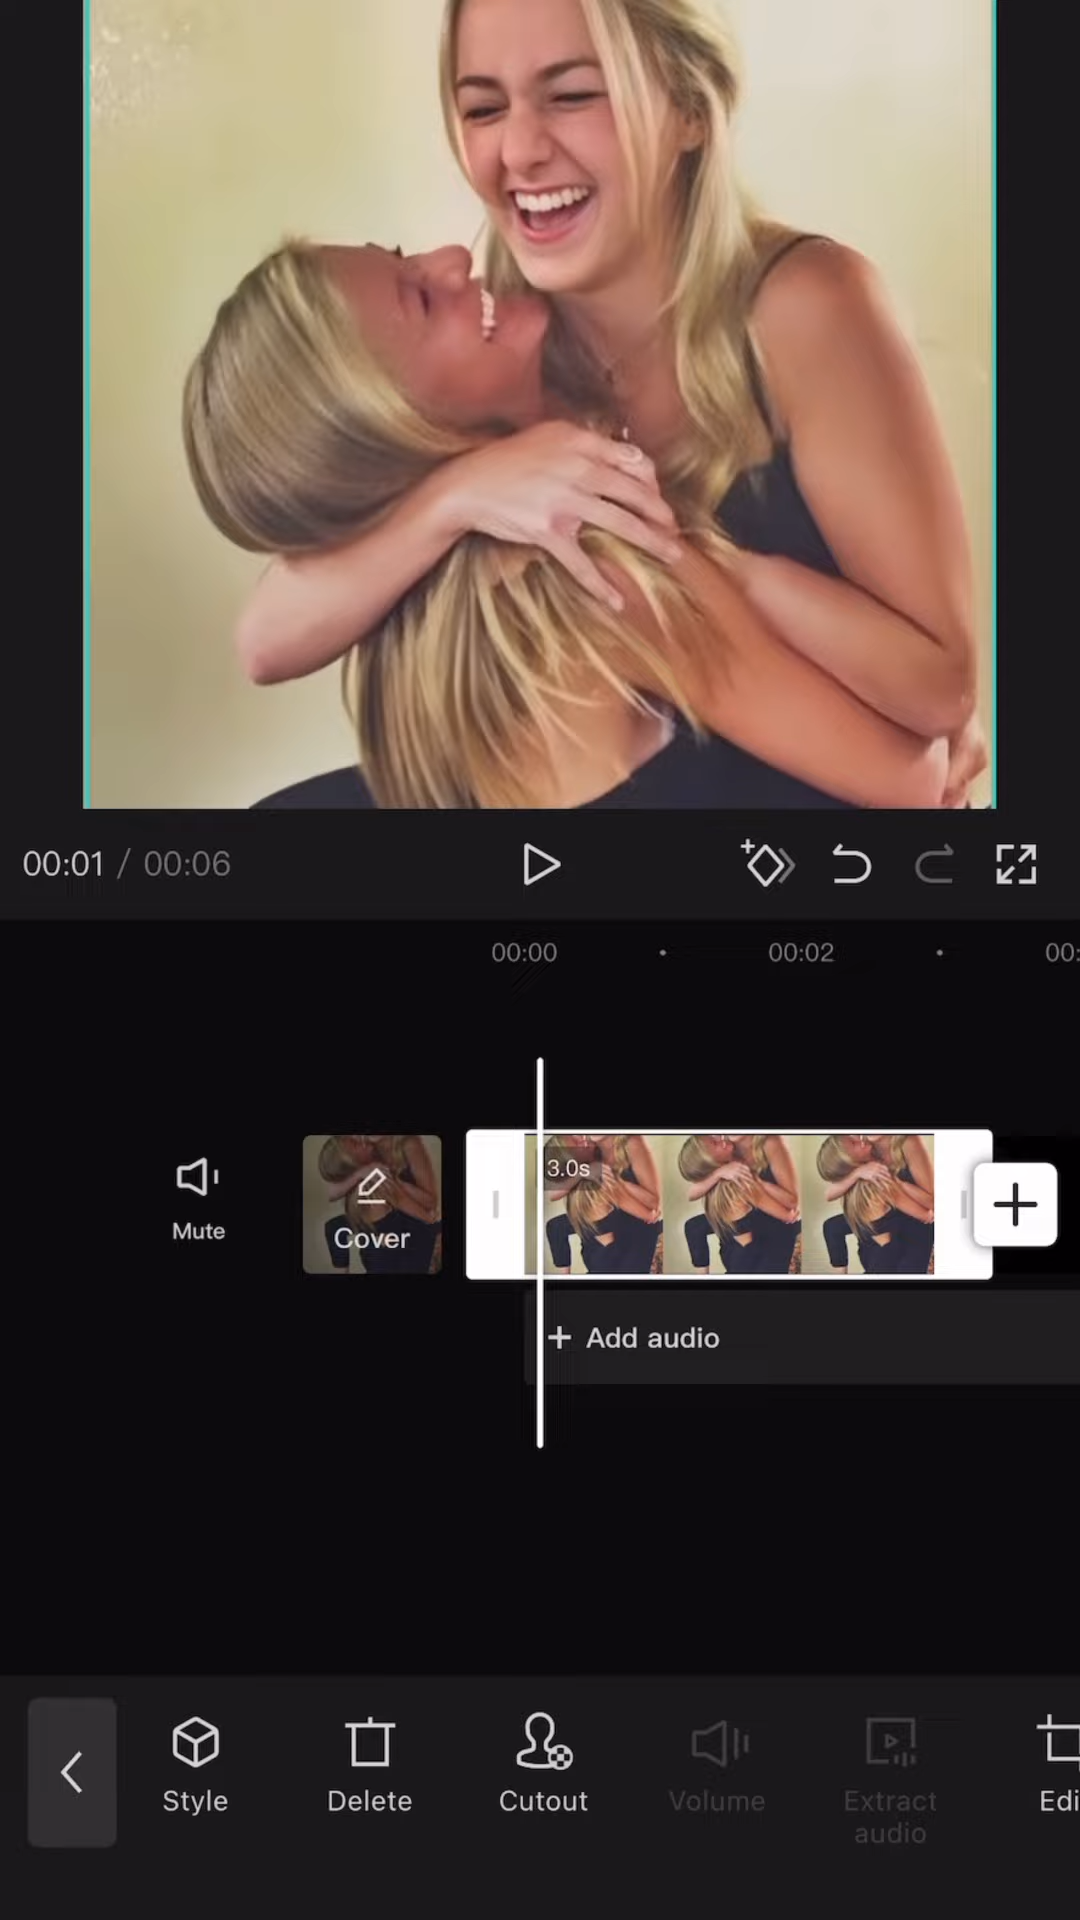 00:01 / 00:06
00:00 • 00:02 • 00:
3.0s
Mute
Cover
+ Add audio
Style
Delete
Cutout
Volume
Extract
audio
Edi